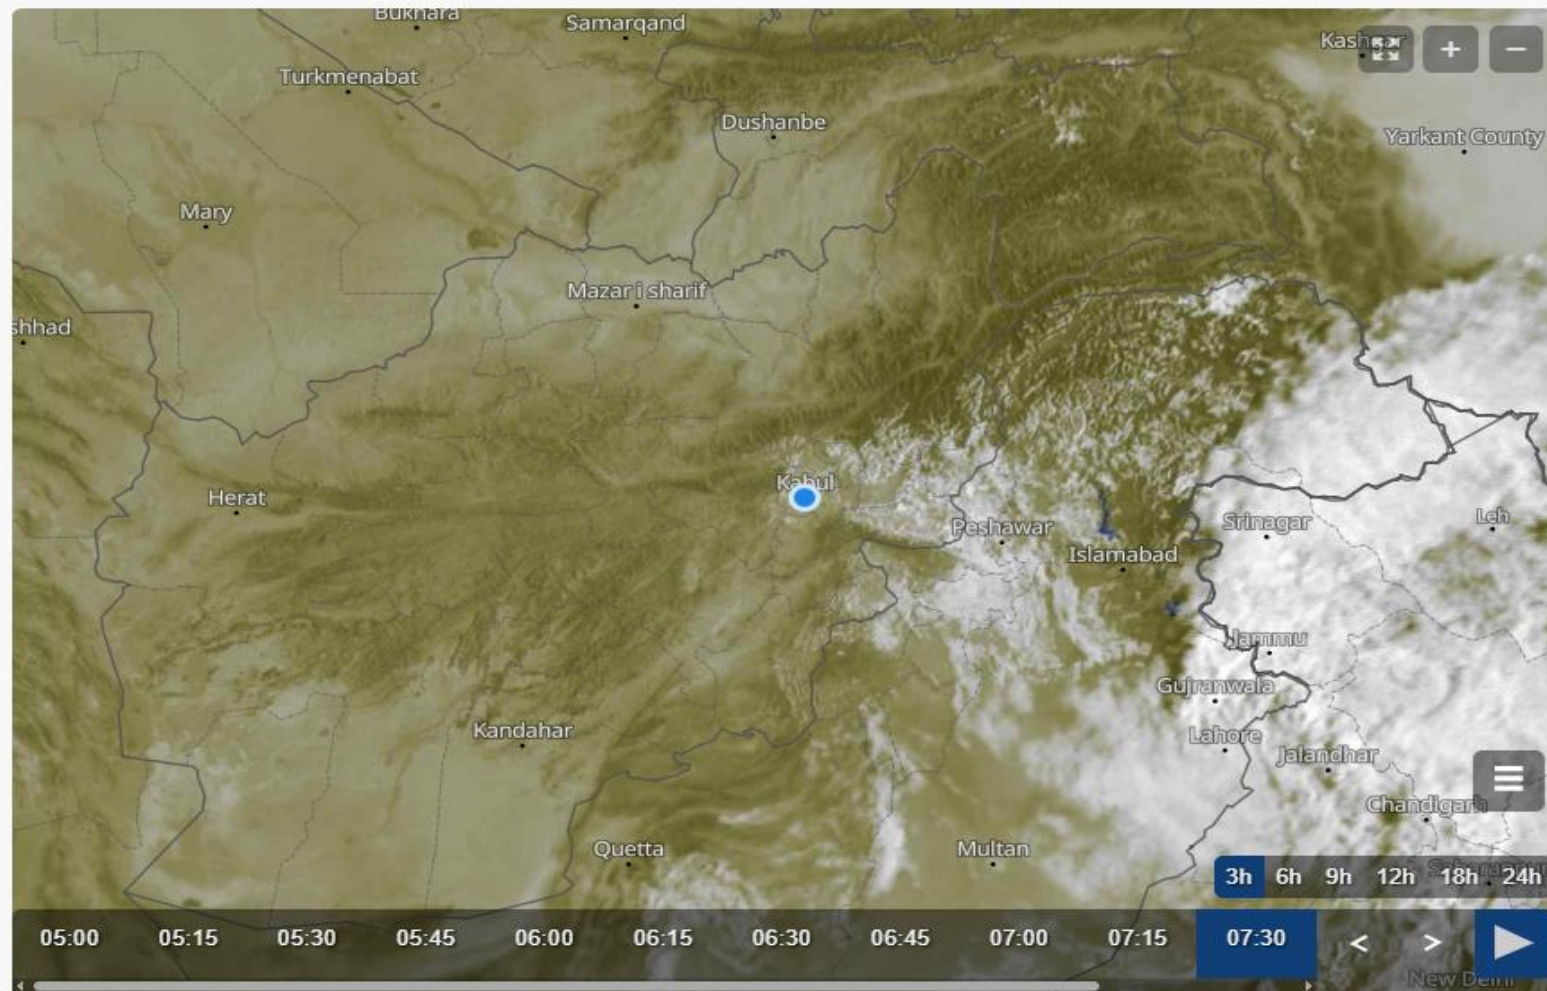 Bukhara
Samarqand
Kashgar
+ −
Turkmenabat
Dushanbe
Yarkant County
Mary
Mazar i sharif
shhad
Kabul
Herat
Peshawar
Srinagar
Leh
Islamabad
Jammu
Gujranwala
Kandahar
Lahore
Jalandhar
Chandigarh
Quetta
Multan
3h 6h 9h 12h 18h 24h
05:00 05:15 05:30 05:45 06:00 06:15 06:30 06:45 07:00 07:15 07:30 < >
New Delhi